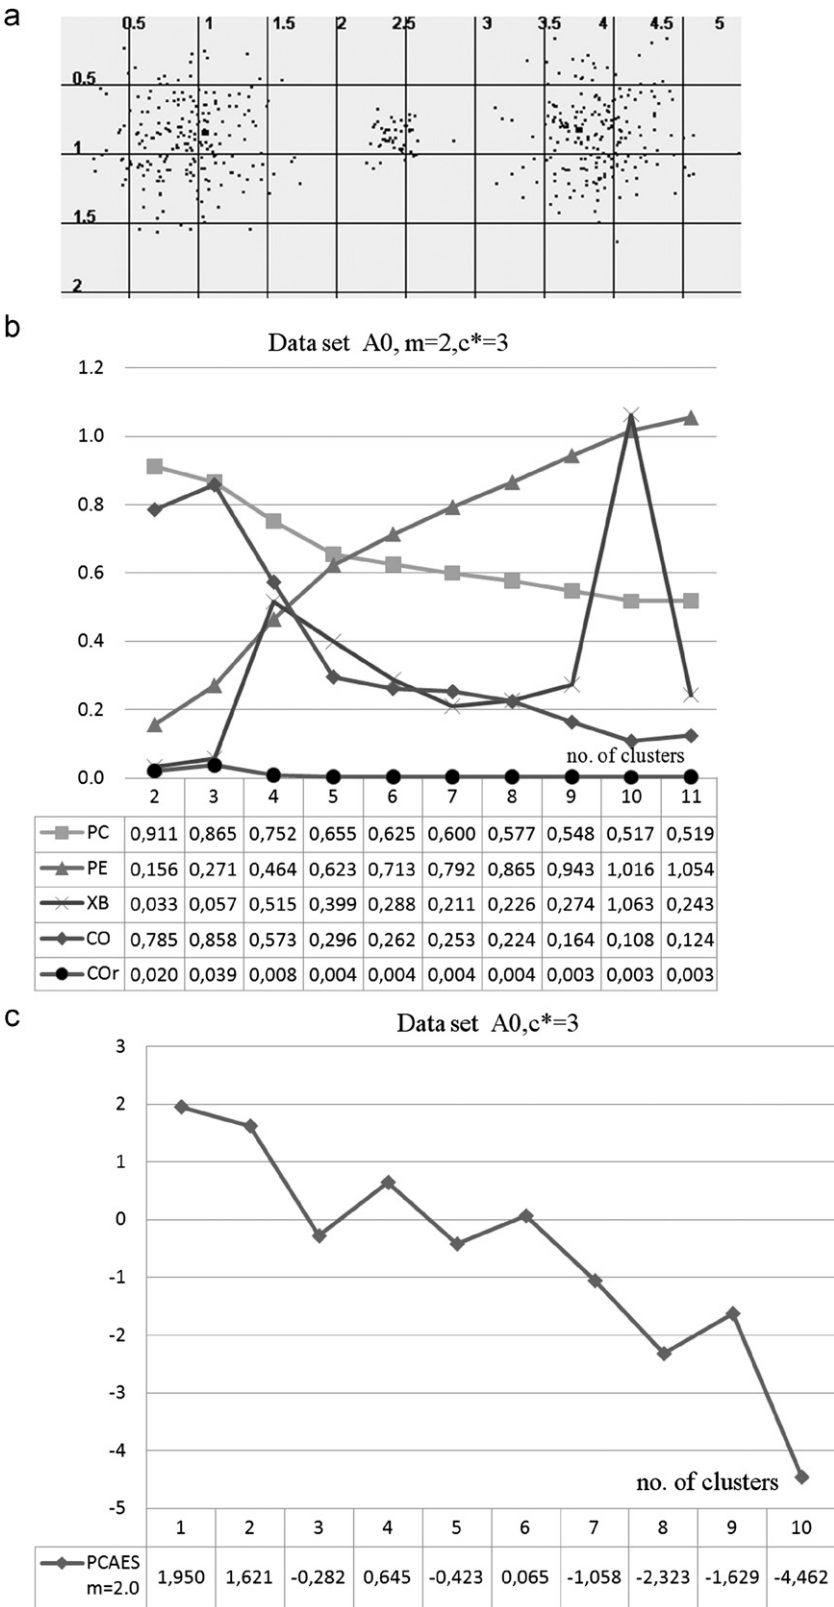 a
0.5 1 1.5 2 2.5 3 3.5 4 4.5 5
0.5
1
1.5
2
b
Data set A0, m=2,c*=3
1.2
1.0
0.8
0.6
0.4
0.2
0.0
no. of clusters
2 3 4 5 6 7 8 9 10 11
PC 0,911 0,865 0,752 0,655 0,625 0,600 0,577 0,548 0,517 0,519
PE 0,156 0,271 0,464 0,623 0,713 0,792 0,865 0,943 1,016 1,054
XB 0,033 0,057 0,515 0,399 0,288 0,211 0,226 0,274 1,063 0,243
CO 0,785 0,858 0,573 0,296 0,262 0,253 0,224 0,164 0,108 0,124
COr 0,020 0,039 0,008 0,004 0,004 0,004 0,004 0,003 0,003 0,003
c
Data set A0,c*=3
3
2
1
0
-1
-2
-3
-4
-5
no. of clusters
1 2 3 4 5 6 7 8 9 10
PCAES
m=2.0 1,950 1,621 -0,282 0,645 -0,423 0,065 -1,058 -2,323 -1,629 -4,462